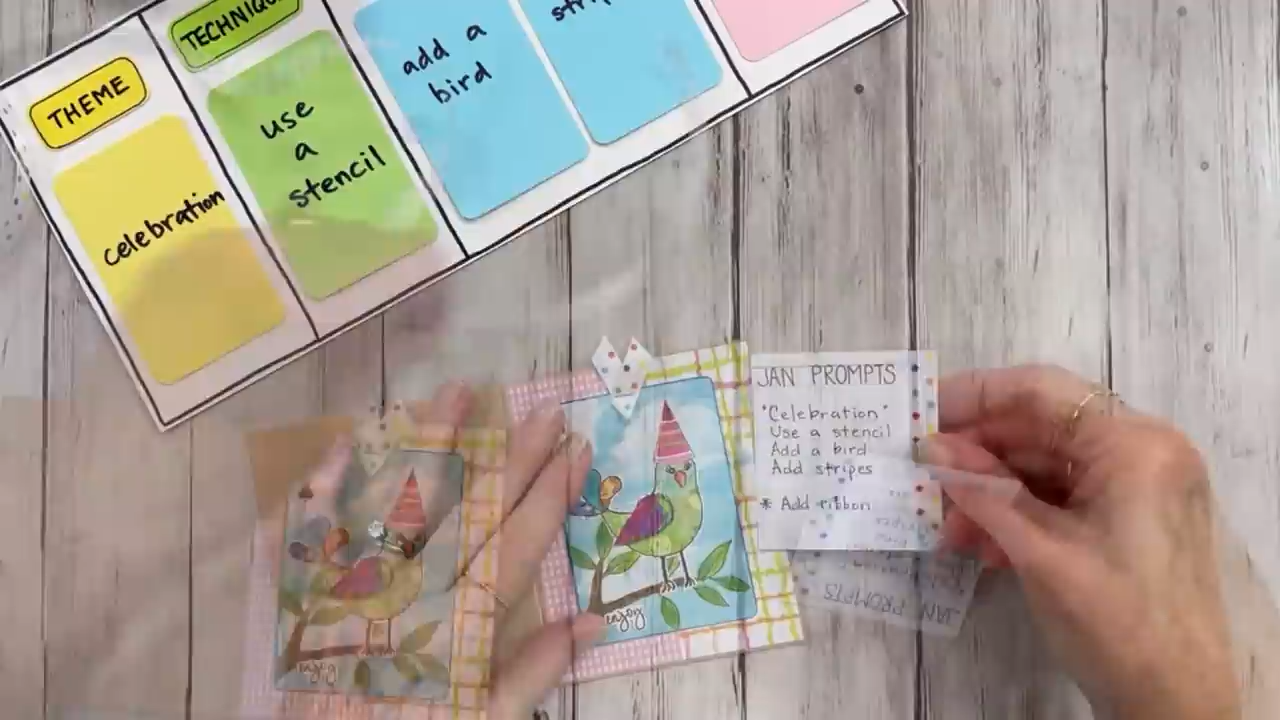 THEME
celebration
TECHNIQUE
use
a
stencil
add a
bird
JAN PROMPTS
"Celebration"
Use a stencil
Add a bird
Add stripes
* Add ribbon
enjoy
enjoy
JAN PROMPTS